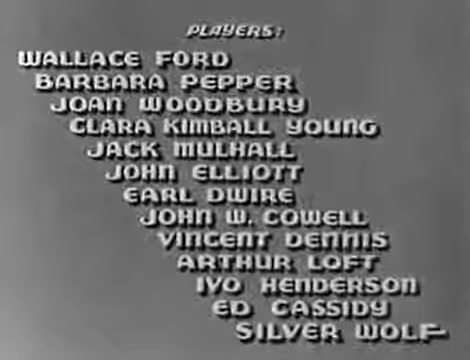 PLAYERS:
WALLACE FORD
BARBARA PEPPER
JOAN WOODBURY
CLARA KIMBALL YOUNG
JACK MULHALL
JOHN ELLIOTT
EARL DWIRE
JOHN W. COWELL
VINCENT DENNIS
ARTHUR LOFT
IVO HENDERSON
ED CASSIDY
SILVER WOLF